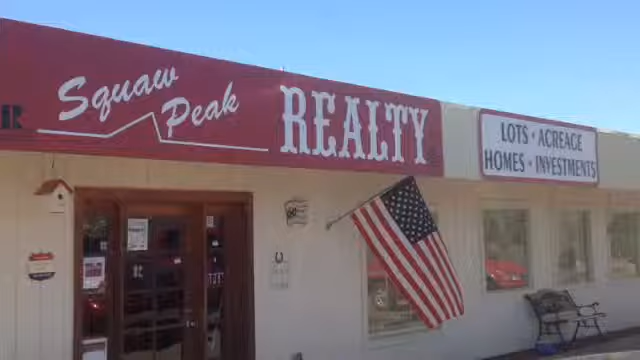 Squaw
Peak
REALTY
LOTS • ACREAGE
HOMES • INVESTMENTS